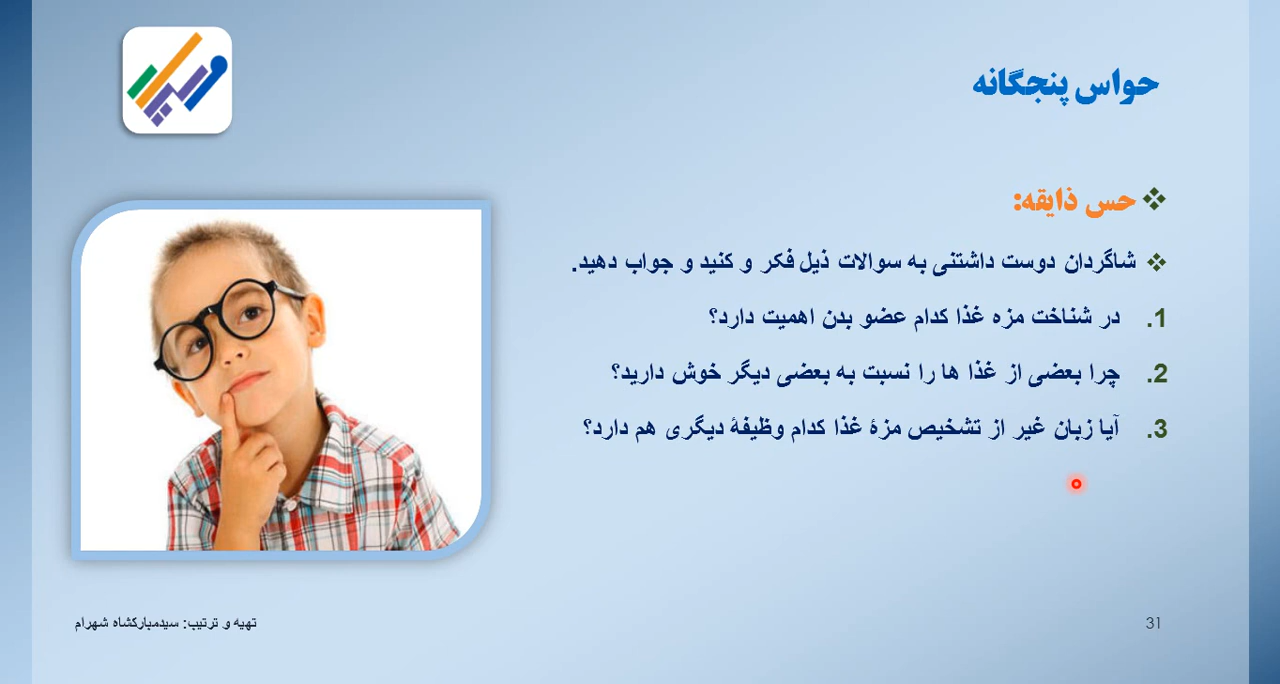 حواس پنجگانه
حس ذایقه:
شاگردان دوست داشتنی به سوالات ذیل فکر و کنید و جواب دهید.
1. در شناخت مزه غذا کدام عضو بدن اهمیت دارد؟
2. چرا بعضی از غذا ها را نسبت به بعضی دیگر خوش دارید؟
3. آیا زبان غیر از تشخیص مزۀ غذا کدام وظیفۀ دیگری هم دارد؟
تهیه و ترتیب: سیدمبارکشاه شهرام
31